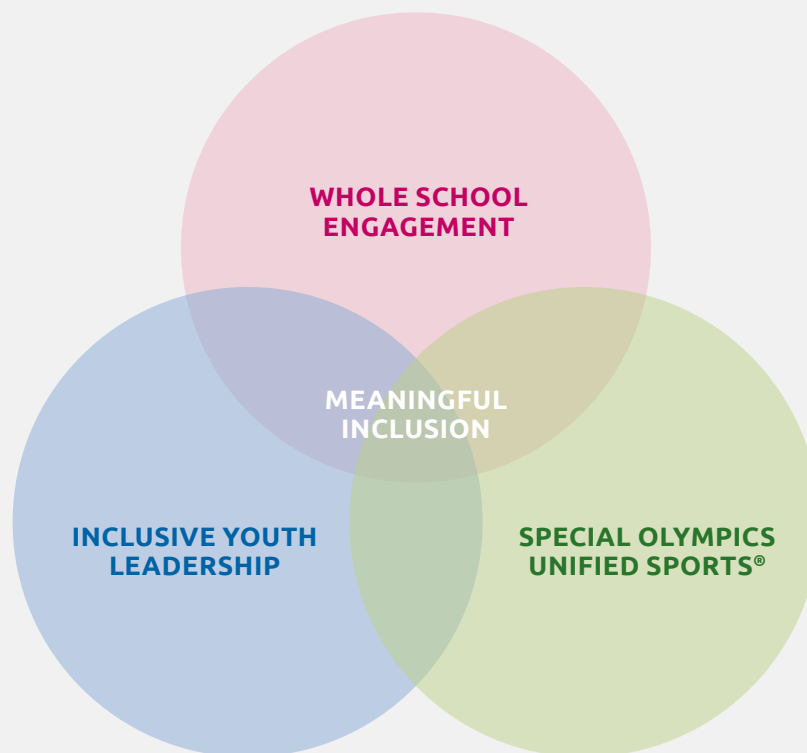 WHOLE SCHOOL
ENGAGEMENT
MEANINGFUL
INCLUSION
INCLUSIVE YOUTH
LEADERSHIP
SPECIAL OLYMPICS
UNIFIED SPORTS®